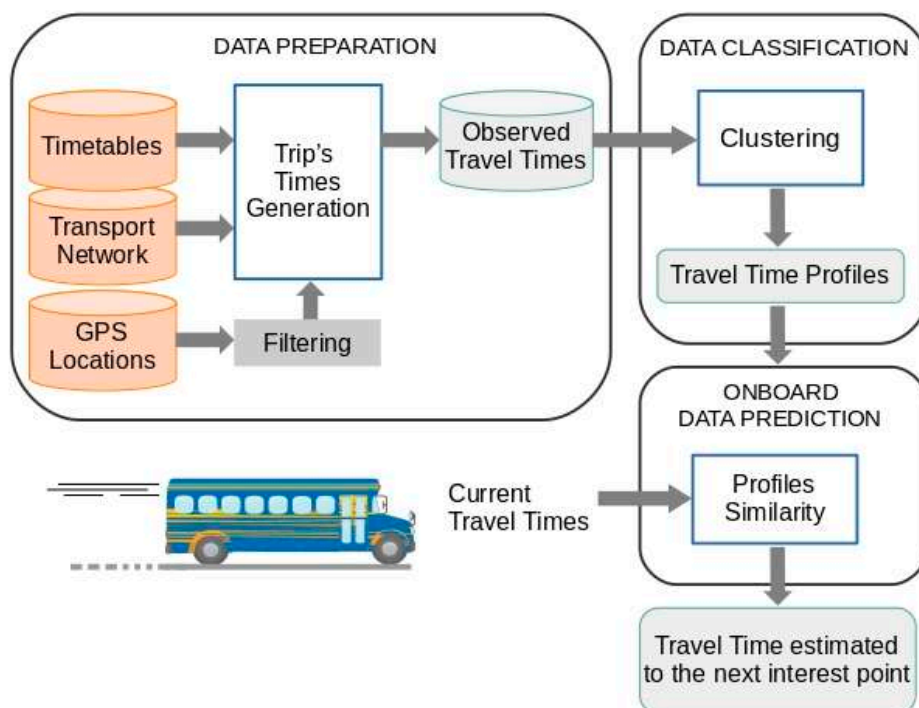 DATA PREPARATION
Timetables
Transport
Network
GPS
Locations
Trip's
Times
Generation
Filtering
Observed
Travel Times
DATA CLASSIFICATION
Clustering
Travel Time Profiles
ONBOARD
DATA PREDICTION
Current
Travel Times
Profiles
Similarity
Travel Time estimated
to the next interest point